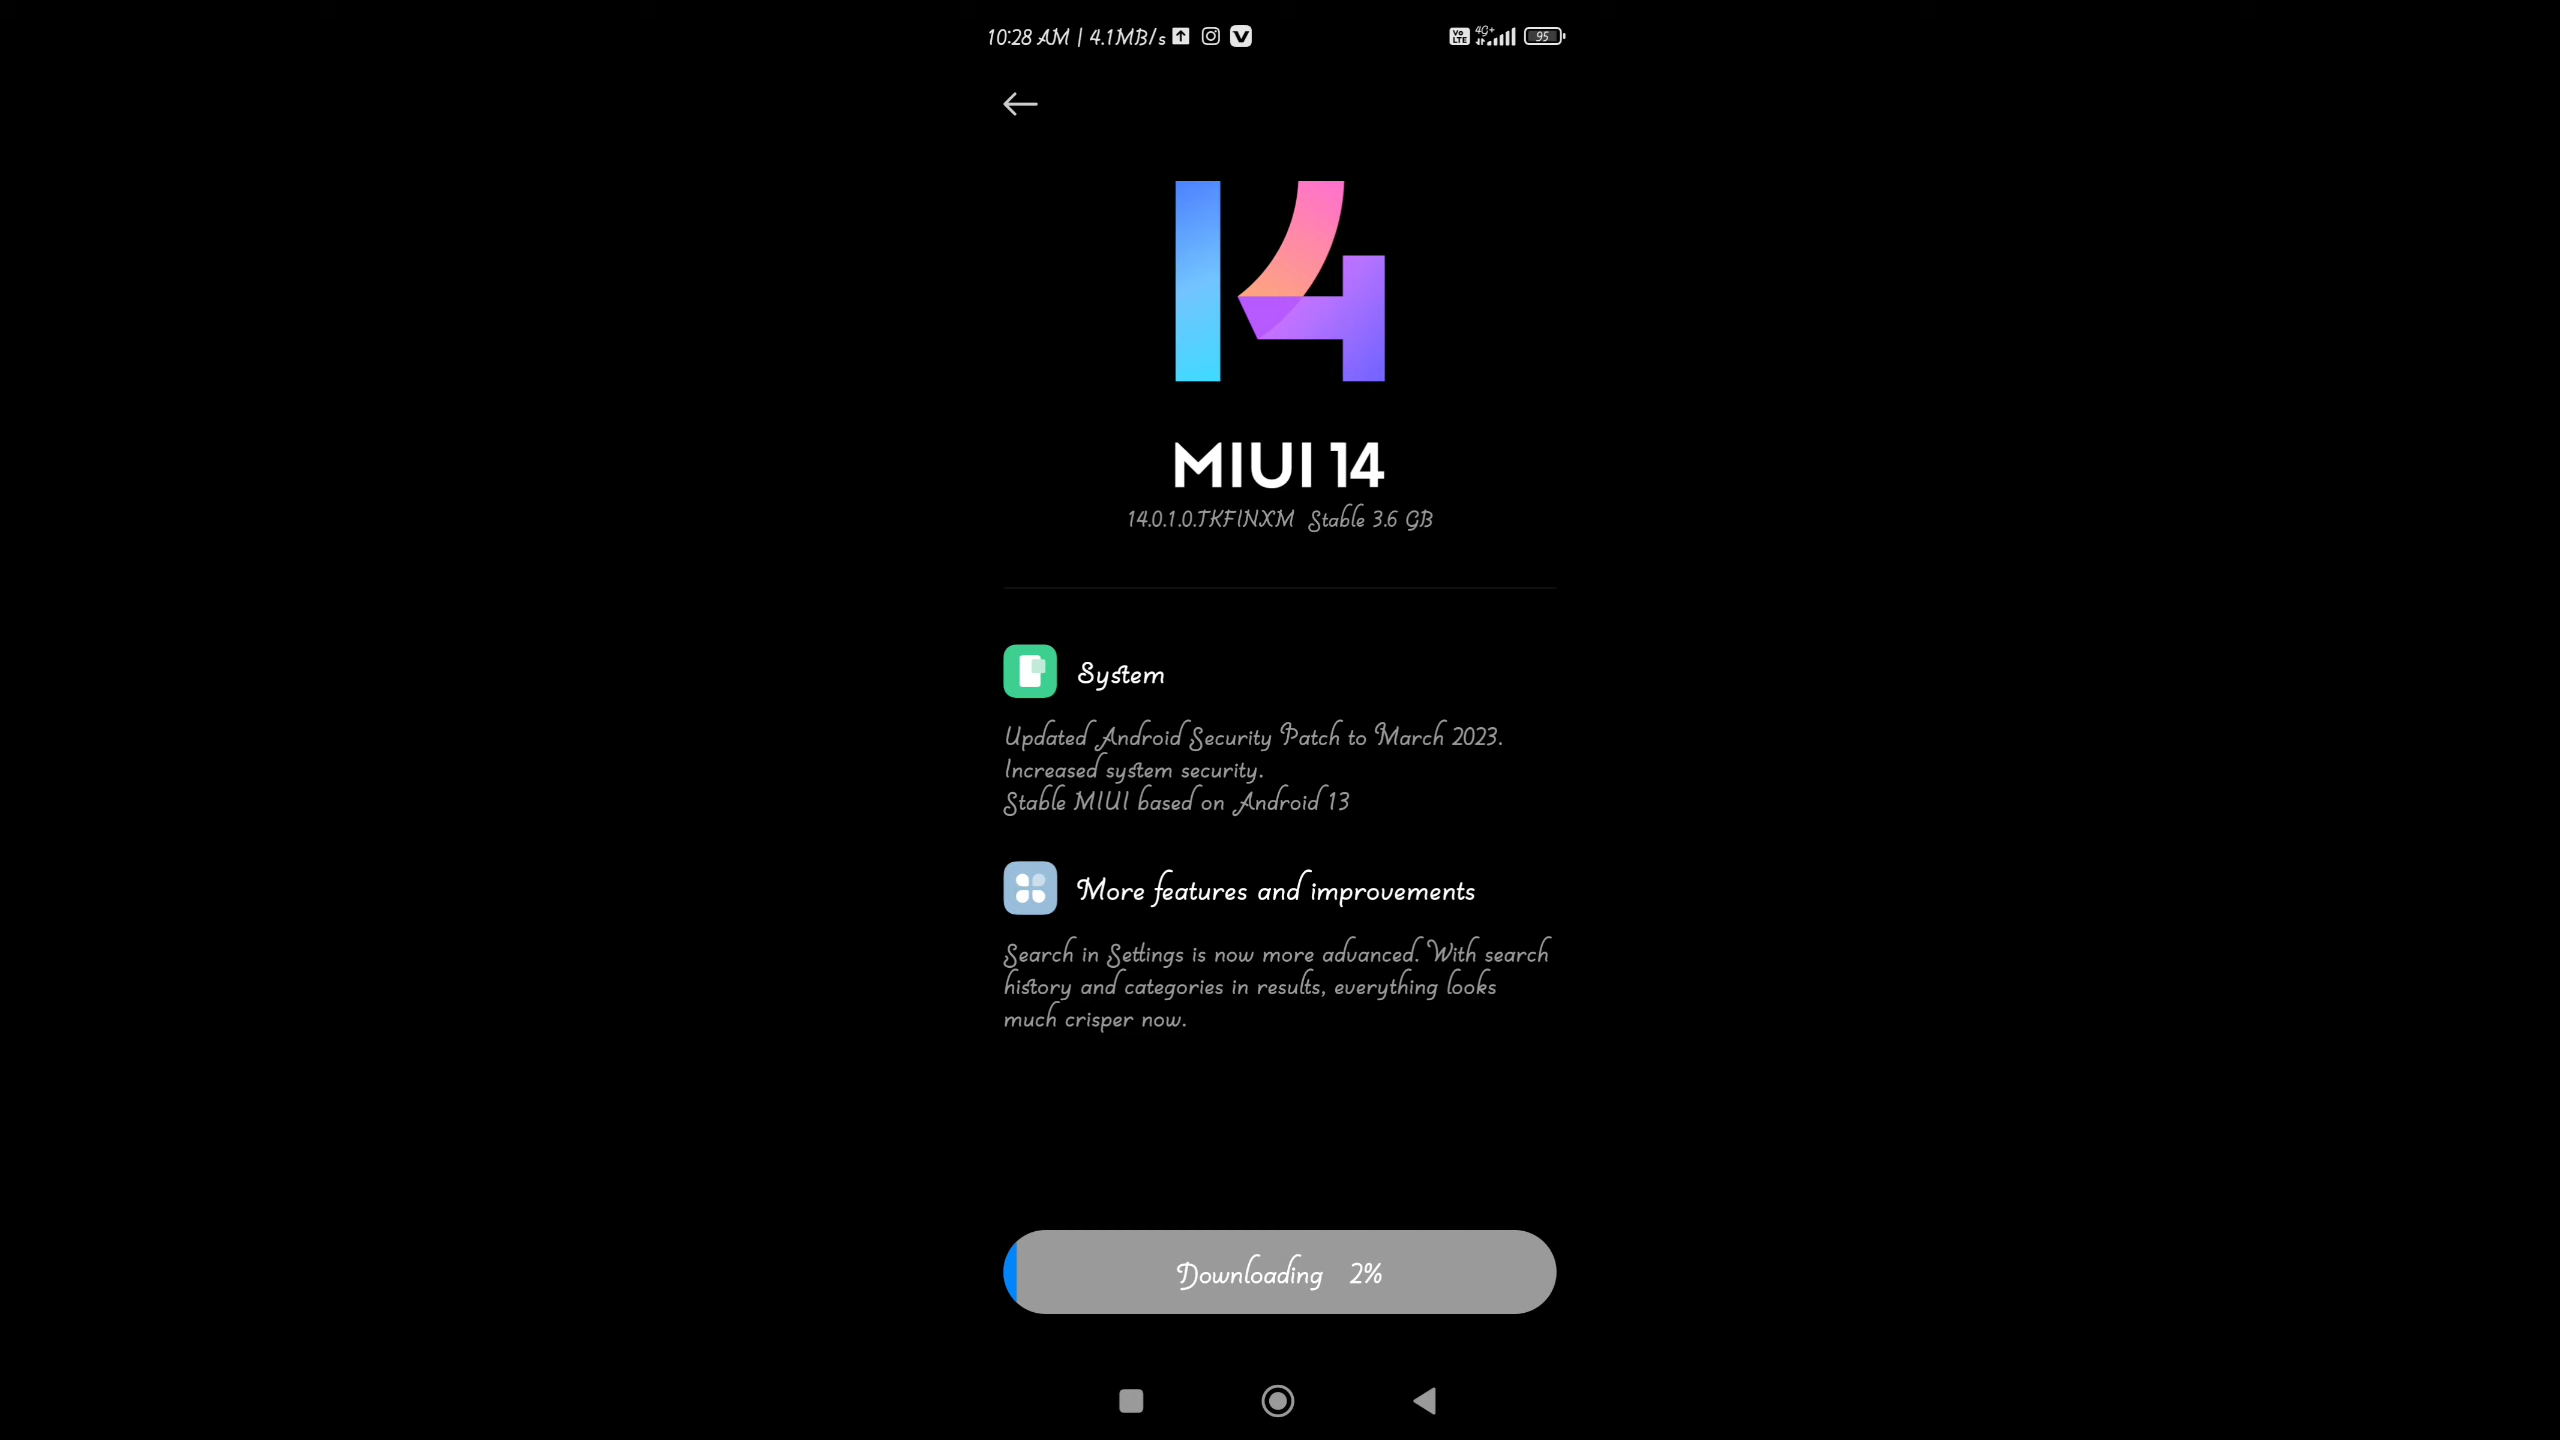 10:28 AM | 4.1MB/s
Vo LTE 4G+ 95
MIUI 14
14.0.1.0.TKFINXM Stable 3.6 GB
System
Updated Android Security Patch to March 2023.
Increased system security.
Stable MIUI based on Android 13
More features and improvements
Search in Settings is now more advanced. With search
history and categories in results, everything looks
much crisper now.
Downloading 2%